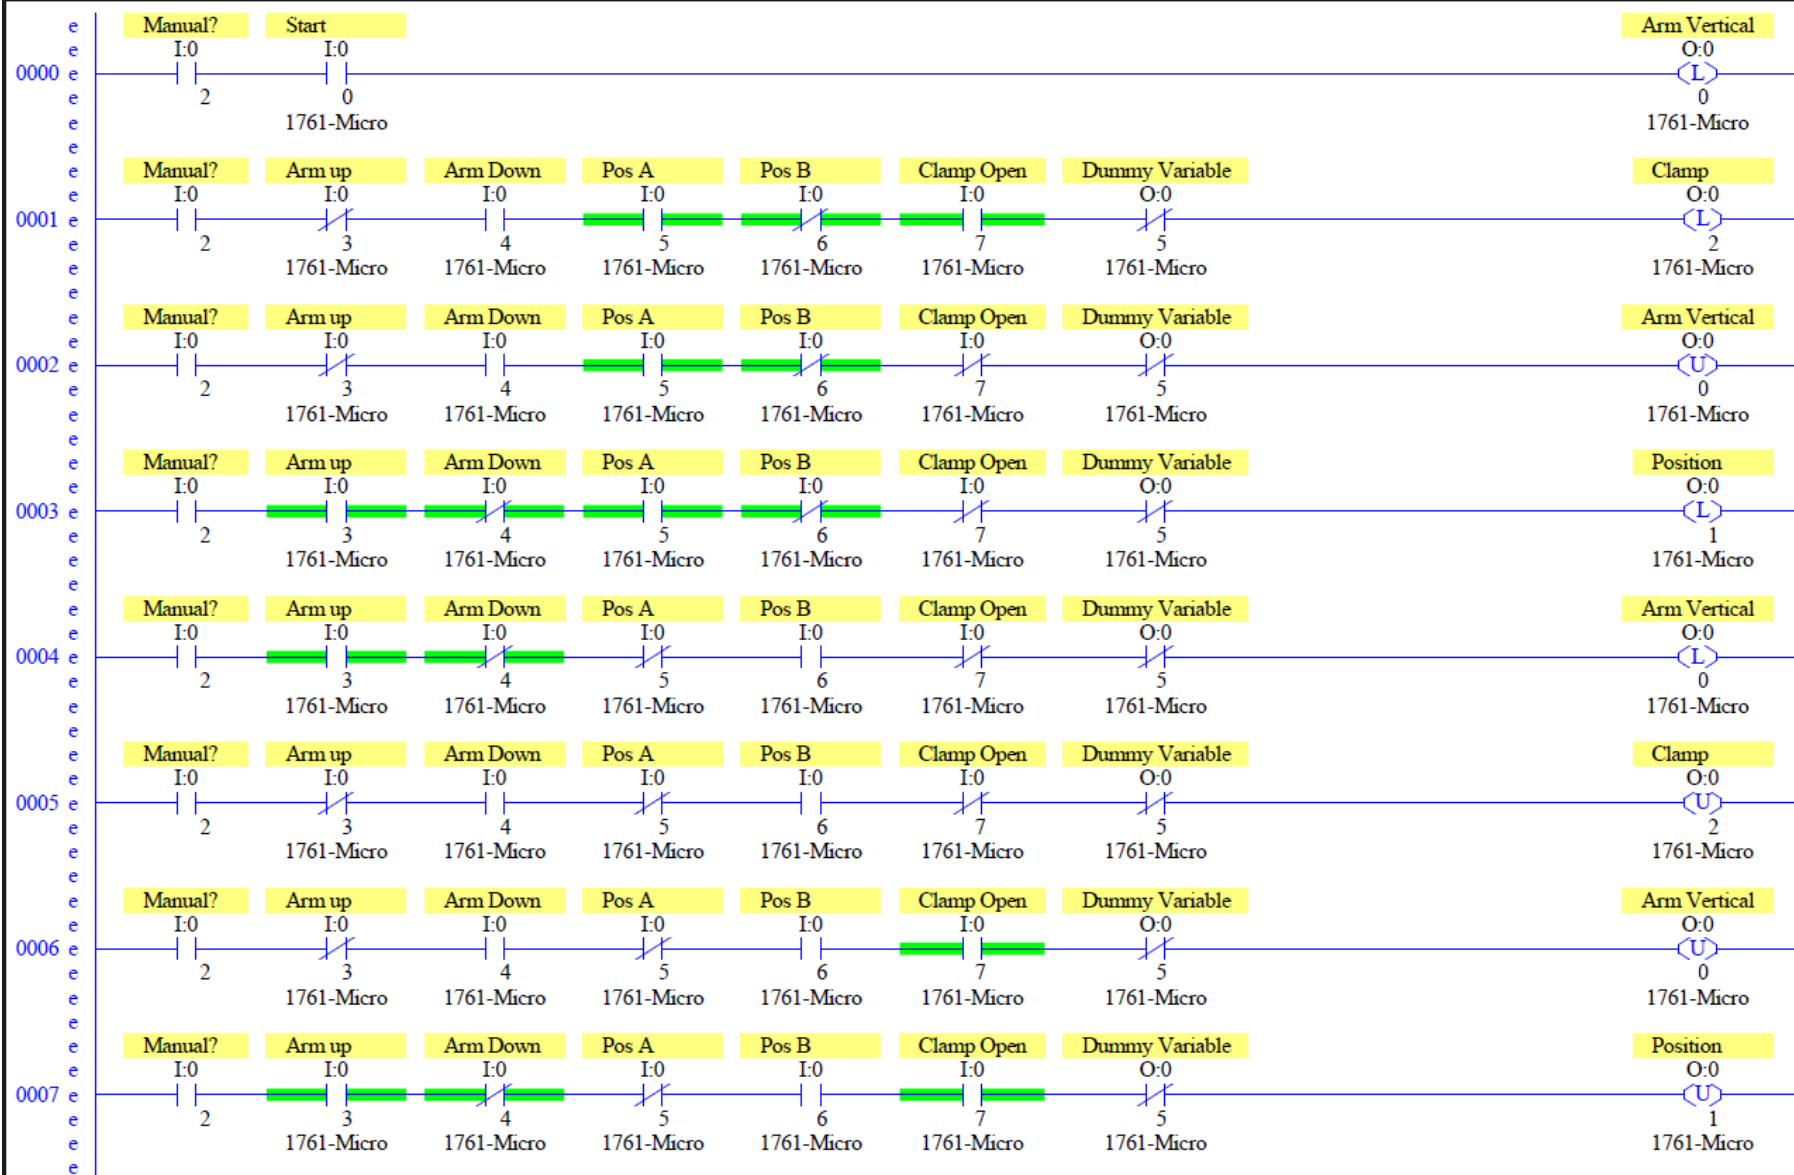 e Manual? Start Arm Vertical
e I:0 I:0 O:0
0000 e L
e 2 0 0
e 1761-Micro 1761-Micro
e
e Manual? Arm up Arm Down Pos A Pos B Clamp Open Dummy Variable Clamp
e I:0 I:0 I:0 I:0 I:0 I:0 O:0 O:0
0001 e L
e 2 3 4 5 6 7 5 2
e 1761-Micro 1761-Micro 1761-Micro 1761-Micro 1761-Micro 1761-Micro 1761-Micro
e
e Manual? Arm up Arm Down Pos A Pos B Clamp Open Dummy Variable Arm Vertical
e I:0 I:0 I:0 I:0 I:0 I:0 O:0 O:0
0002 e U
e 2 3 4 5 6 7 5 0
e 1761-Micro 1761-Micro 1761-Micro 1761-Micro 1761-Micro 1761-Micro 1761-Micro
e
e Manual? Arm up Arm Down Pos A Pos B Clamp Open Dummy Variable Position
e I:0 I:0 I:0 I:0 I:0 I:0 O:0 O:0
0003 e L
e 2 3 4 5 6 7 5 1
e 1761-Micro 1761-Micro 1761-Micro 1761-Micro 1761-Micro 1761-Micro 1761-Micro
e
e Manual? Arm up Arm Down Pos A Pos B Clamp Open Dummy Variable Arm Vertical
e I:0 I:0 I:0 I:0 I:0 I:0 O:0 O:0
0004 e L
e 2 3 4 5 6 7 5 0
e 1761-Micro 1761-Micro 1761-Micro 1761-Micro 1761-Micro 1761-Micro 1761-Micro
e
e Manual? Arm up Arm Down Pos A Pos B Clamp Open Dummy Variable Clamp
e I:0 I:0 I:0 I:0 I:0 I:0 O:0 O:0
0005 e U
e 2 3 4 5 6 7 5 2
e 1761-Micro 1761-Micro 1761-Micro 1761-Micro 1761-Micro 1761-Micro 1761-Micro
e
e Manual? Arm up Arm Down Pos A Pos B Clamp Open Dummy Variable Arm Vertical
e I:0 I:0 I:0 I:0 I:0 I:0 O:0 O:0
0006 e U
e 2 3 4 5 6 7 5 0
e 1761-Micro 1761-Micro 1761-Micro 1761-Micro 1761-Micro 1761-Micro 1761-Micro
e
e Manual? Arm up Arm Down Pos A Pos B Clamp Open Dummy Variable Position
e I:0 I:0 I:0 I:0 I:0 I:0 O:0 O:0
0007 e U
e 2 3 4 5 6 7 5 1
e 1761-Micro 1761-Micro 1761-Micro 1761-Micro 1761-Micro 1761-Micro 1761-Micro
e